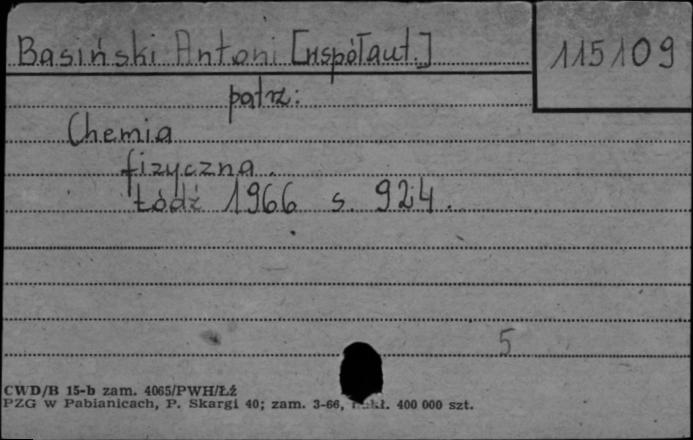 Basiński Antoni [współaut.]
115109
patrz:
Chemia
fizyczna.
Łódź 1966 s. 924.
5
CWD/B 15-b zam. 4065/PWH/Łź
PZG w Pabianicach, P. Skargi 40; zam. 3-66, 400 000 szt.